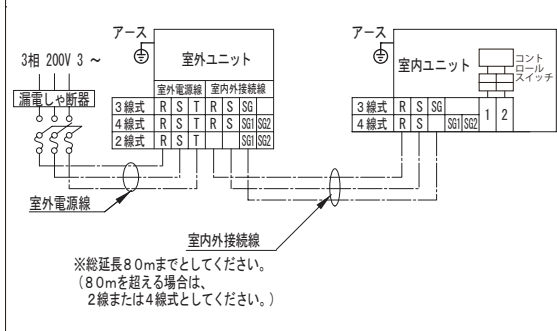 アース
3相 200V 3 ~
漏電しゃ断器
室外ユニット
室外電源線 室内外接続線
3線式 R S T R S SG
4線式 R S T R S SG1 SG2
2線式 R S T SG1 SG2
アース
室内ユニット
コント
ロール
スイッチ
3線式 R S SG
4線式 R S SG1 SG2
1 2
室外電源線
室内外接続線
※総延長80mまでとしてください。
(80mを超える場合は、
2線または4線式としてください。)